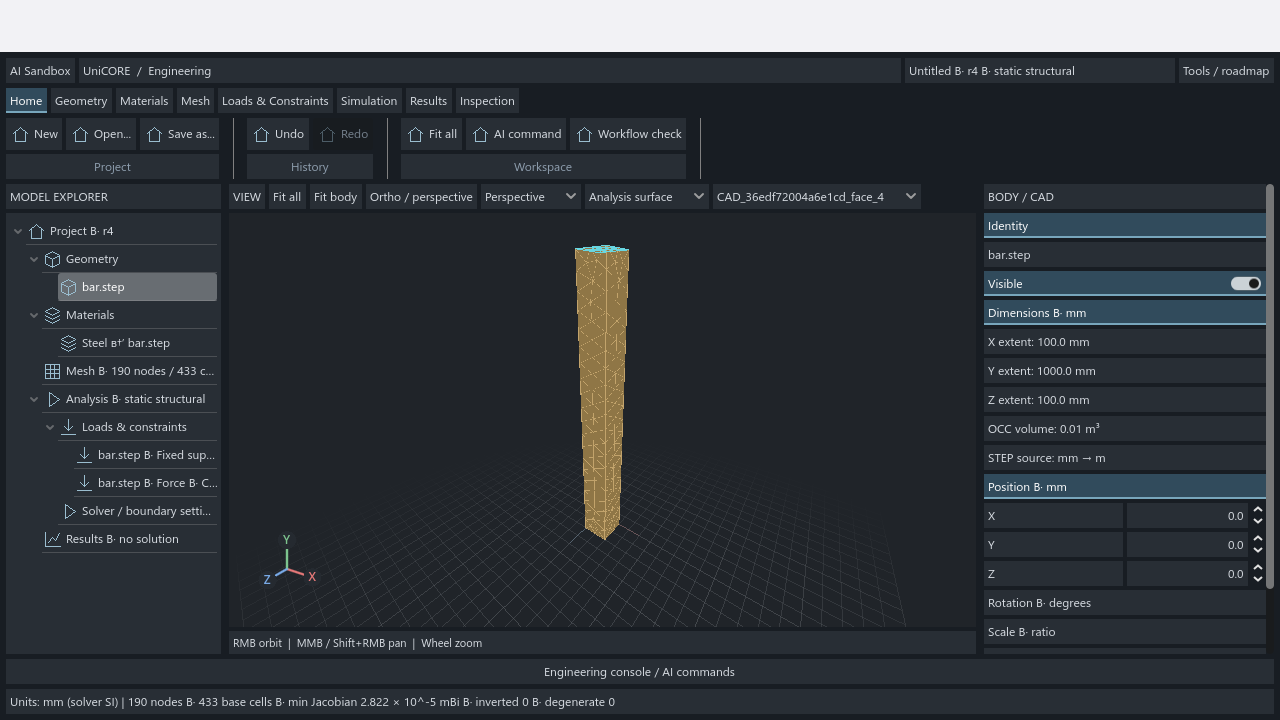 AI Sandbox UniCORE / Engineering Untitled В· r4 В· static structural Tools / roadmap
Home Geometry Materials Mesh Loads & Constraints Simulation Results Inspection
New Open... Save as... Undo Redo Fit all AI command Workflow check
Project History Workspace
MODEL EXPLORER
Project В· r4
Geometry
bar.step
Materials
Steel в†’ bar.step
Mesh В· 190 nodes / 433 c...
Analysis В· static structural
Loads & constraints
bar.step В· Fixed sup...
bar.step В· Force В· C...
Solver / boundary setti...
Results В· no solution
VIEW Fit all Fit body Ortho / perspective Perspective Analysis surface CAD_36edf72004a6e1cd_face_4
Y
Z
X
RMB orbit | MMB / Shift+RMB pan | Wheel zoom
BODY / CAD
Identity
bar.step
Visible
Dimensions В· mm
X extent: 100.0 mm
Y extent: 1000.0 mm
Z extent: 100.0 mm
OCC volume: 0.01 m³
STEP source: mm → m
Position В· mm
X 0.0
Y 0.0
Z 0.0
Rotation В· degrees
Scale В· ratio
Engineering console / AI commands
Units: mm (solver SI) | 190 nodes В· 433 base cells В· min Jacobian 2.822 × 10^-5 mВі В· inverted 0 В· degenerate 0